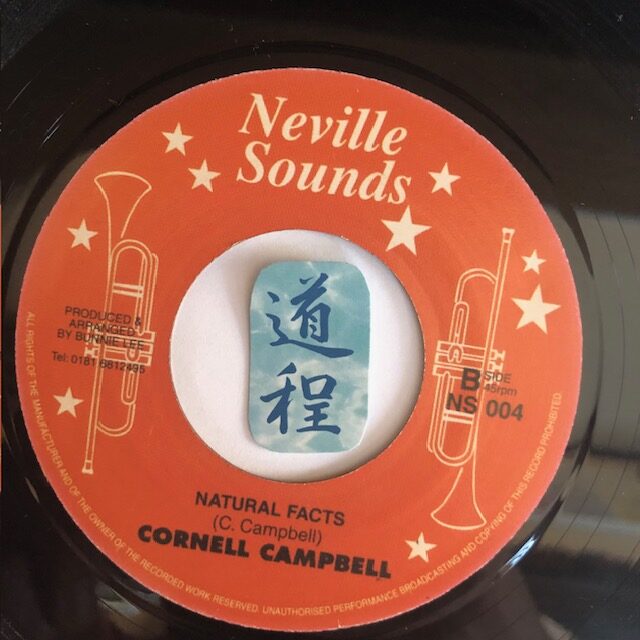 Neville
Sounds
PRODUCED &
ARRANGED
BY BUNNIE LEE
Tel: 0181 6812495
道程
B SIDE
45rpm
NS 004
NATURAL FACTS
(C. Campbell)
CORNELL CAMPBELL
ALL RIGHTS OF THE MANUFACTURER AND OF THE OWNER OF THE RECORDED WORK RESERVED. UNAUTHORISED PERFORMANCE BROADCASTING AND COPYING OF THIS RECORD PROHIBITED